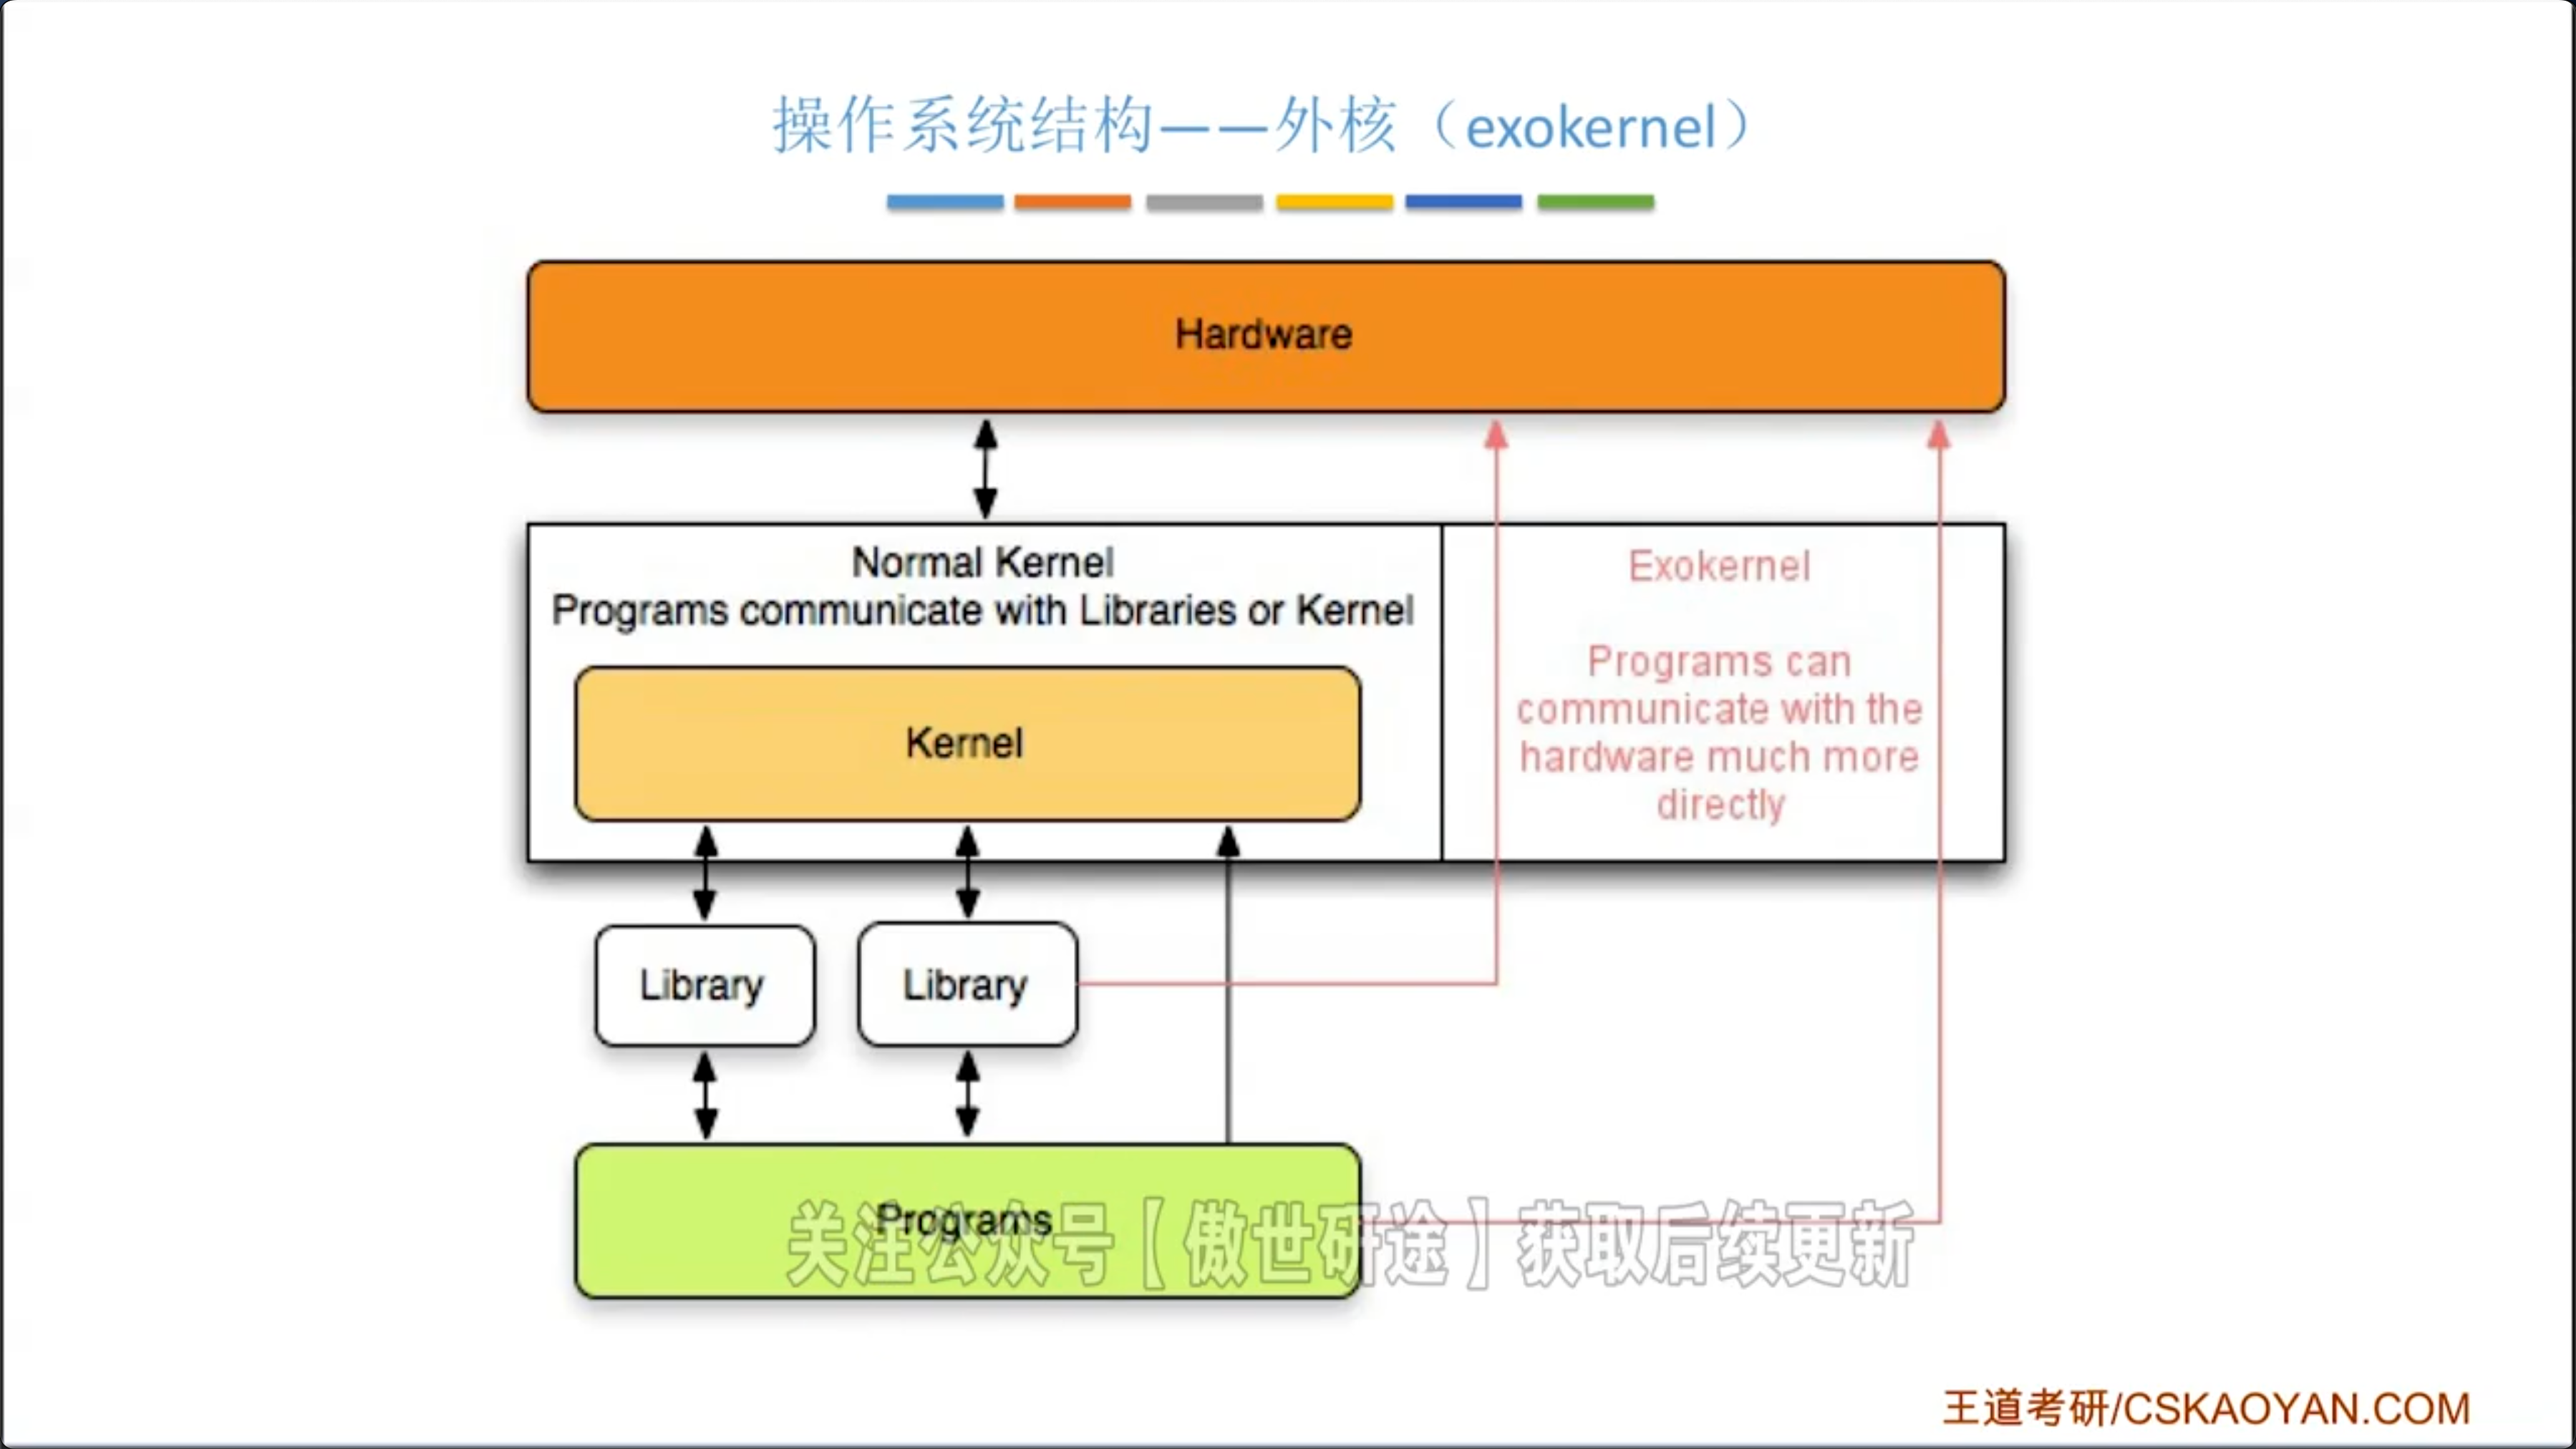 操作系统结构——外核（exokernel）
Hardware
Normal Kernel
Programs communicate with Libraries or Kernel
Kernel
Exokernel
Programs can
communicate with the
hardware much more
directly
Library
Library
Programs
关注公众号【傲世研途】获取后续更新
王道考研/CSKAOYAN.COM